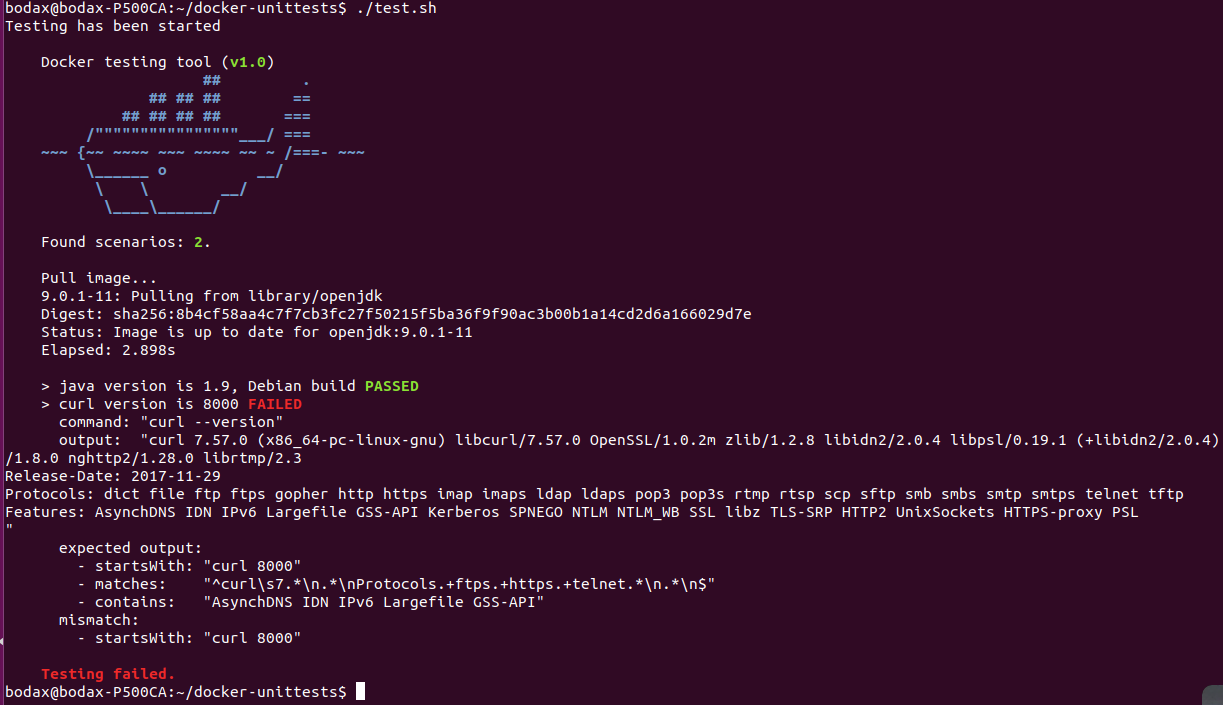 bodax@bodax-P500CA:~/docker-unittests$ ./test.sh
Testing has been started

    Docker testing tool (v1.0)
                      ##         .
                ## ## ##        ==
             ## ## ## ##       ===
         /"""""""""""""""""\___/ ===
    ~~~ {~~ ~~~~ ~~~ ~~~~ ~~ ~ /===- ~~~
         \______ o          __/
          \    \        __/
           \____\______/

    Found scenarios: 2.

    Pull image...
    9.0.1-11: Pulling from library/openjdk
    Digest: sha256:8b4cf58aa4c7f7cb3fc27f50215f5ba36f9f90ac3b00b1a14cd2d6a166029d7e
    Status: Image is up to date for openjdk:9.0.1-11
    Elapsed: 2.898s

    > java version is 1.9, Debian build PASSED
    > curl version is 8000 FAILED
      command: "curl --version"
      output:  "curl 7.57.0 (x86_64-pc-linux-gnu) libcurl/7.57.0 OpenSSL/1.0.2m zlib/1.2.8 libidn2/2.0.4 libpsl/0.19.1 (+libidn2/2.0.4)
/1.8.0 nghttp2/1.28.0 librtmp/2.3
Release-Date: 2017-11-29
Protocols: dict file ftp ftps gopher http https imap imaps ldap ldaps pop3 pop3s rtmp rtsp scp sftp smb smbs smtp smtps telnet tftp
Features: AsynchDNS IDN IPv6 Largefile GSS-API Kerberos SPNEGO NTLM NTLM_WB SSL libz TLS-SRP HTTP2 UnixSockets HTTPS-proxy PSL
"
      expected output:
        - startsWith: "curl 8000"
        - matches:    "^curl\s7.*\n.*\nProtocols.+ftps.+https.+telnet.*\n.*\n$"
        - contains:   "AsynchDNS IDN IPv6 Largefile GSS-API"
      mismatch:
        - startsWith: "curl 8000"

    Testing failed.
bodax@bodax-P500CA:~/docker-unittests$